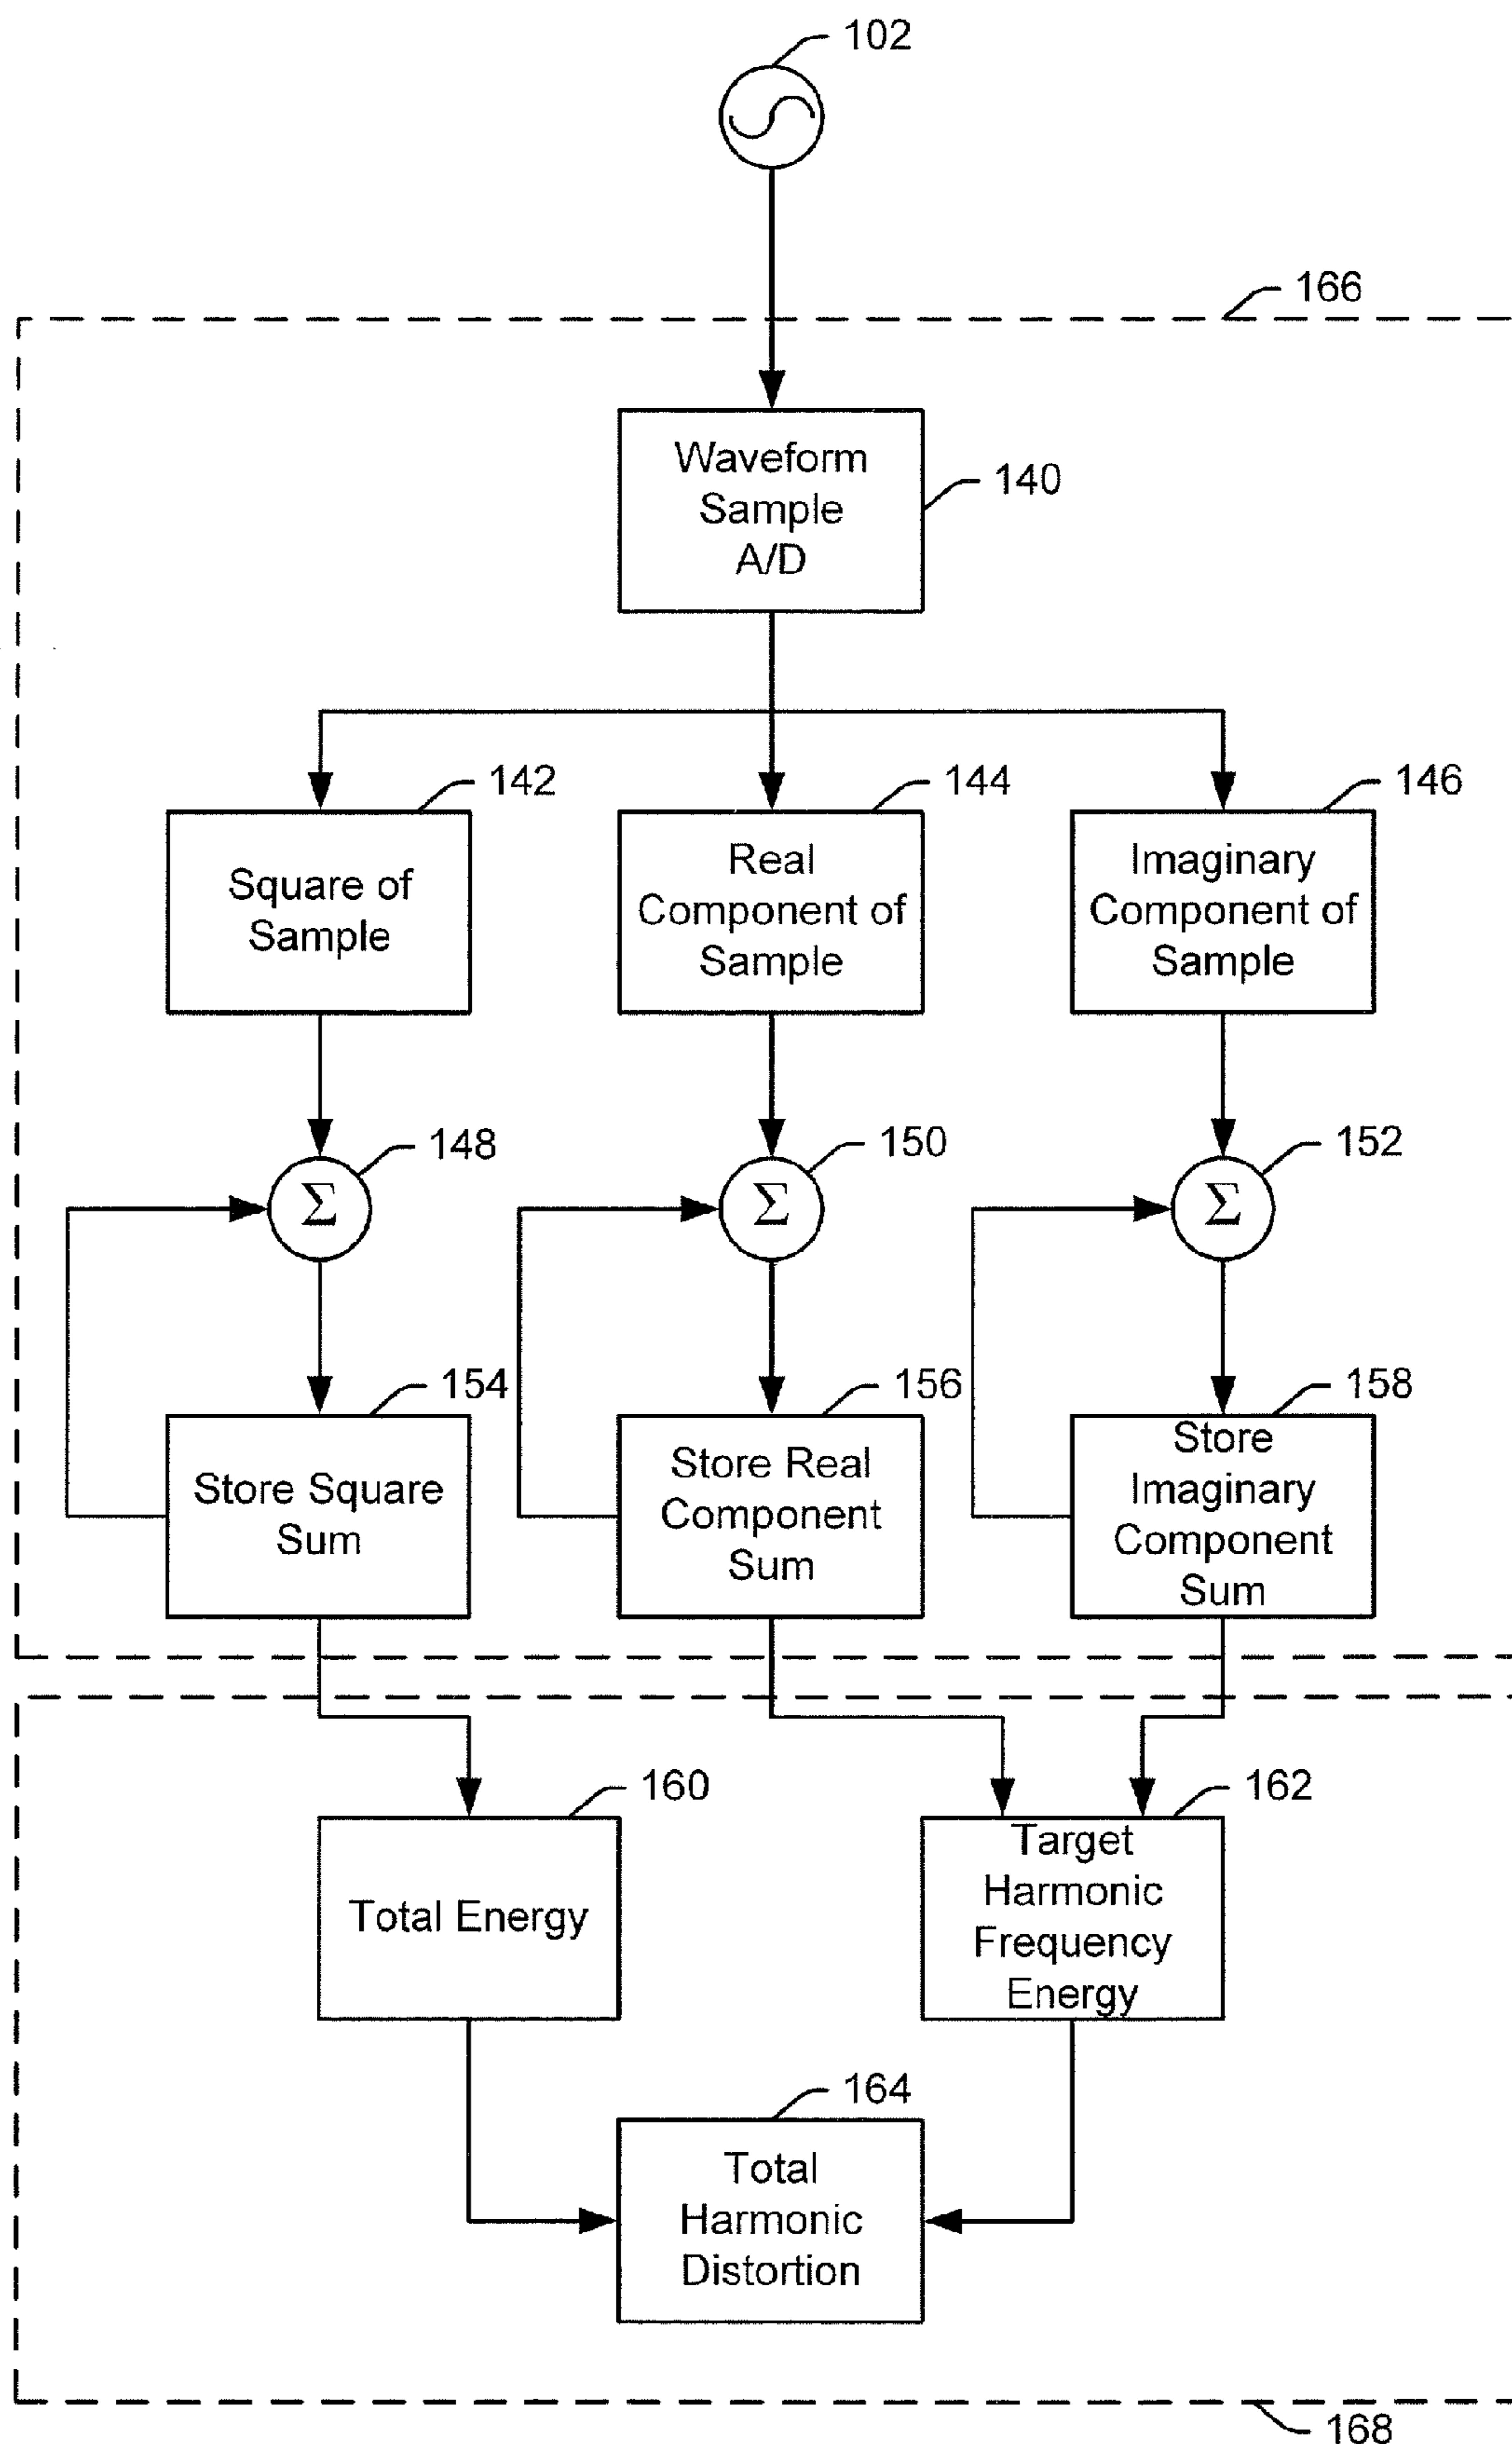 102
166
Waveform
Sample
A/D
140
142
144
146
Square of
Sample
Real
Component of
Sample
Imaginary
Component of
Sample
148
150
152
Σ
Σ
Σ
154
156
158
Store Square
Sum
Store Real
Component
Sum
Store
Imaginary
Component
Sum
160
162
Total Energy
Target
Harmonic
Frequency
Energy
164
Total
Harmonic
Distortion
168